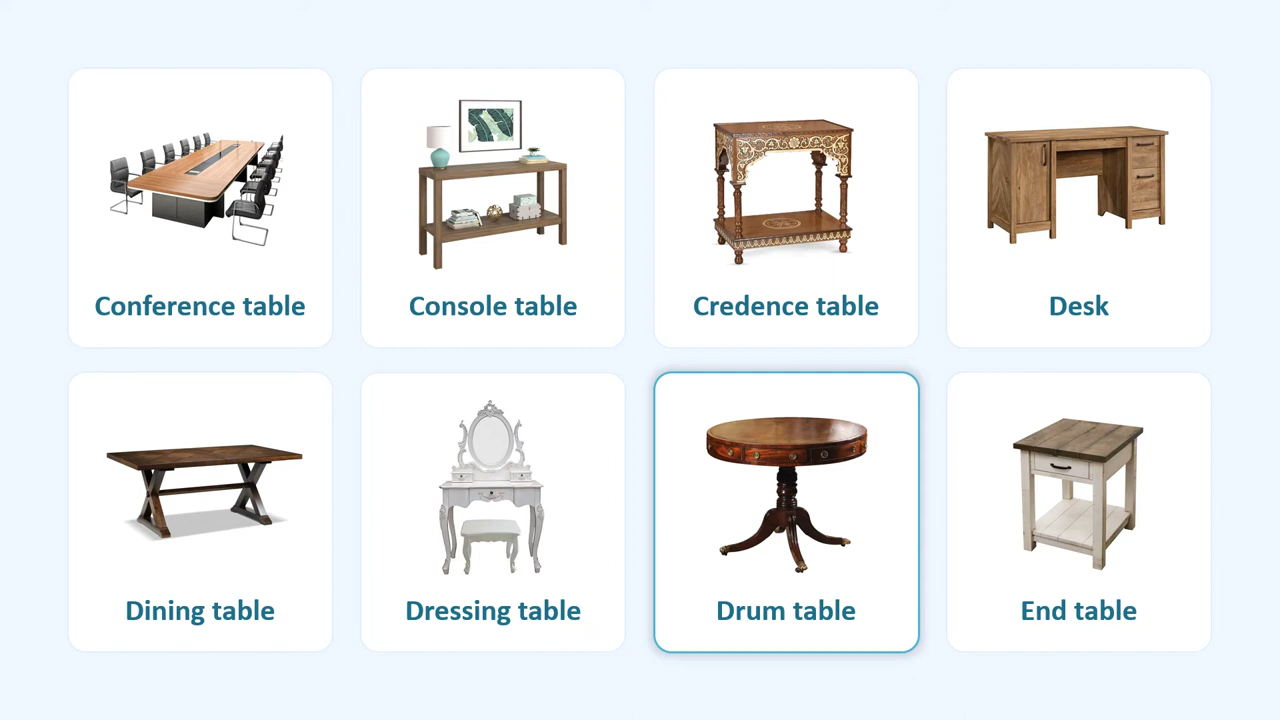 Conference table
Console table
Credence table
Desk
Dining table
Dressing table
Drum table
End table